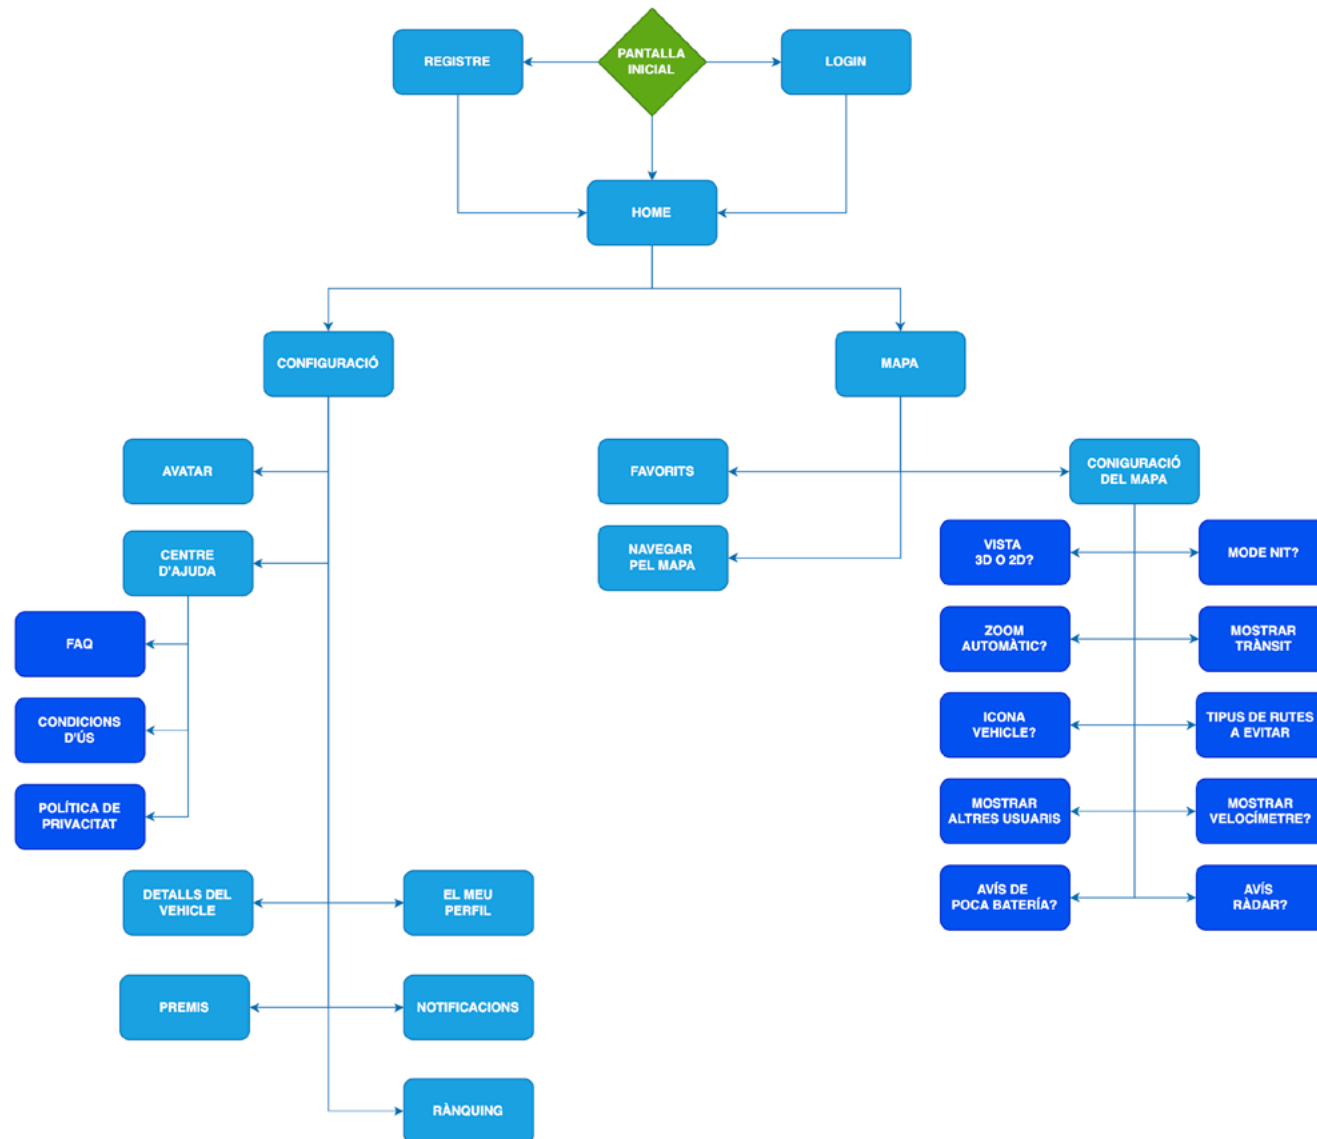 REGISTRE
PANTALLA
INICIAL
LOGIN
HOME
CONFIGURACIÓ
MAPA
AVATAR
FAVORITS
CONIGURACIÓ
DEL MAPA
CENTRE
D'AJUDA
NAVEGAR
PEL MAPA
VISTA
3D O 2D?
MODE NIT?
FAQ
ZOOM
AUTOMÀTIC?
MOSTRAR
TRÀNSIT
CONDICIONS
D'ÚS
ICONA
VEHICLE?
TIPUS DE RUTES
A EVITAR
POLÍTICA DE
PRIVACITAT
MOSTRAR
ALTRES USUARIS
MOSTRAR
VELOCÍMETRE?
DETALLS DEL
VEHICLE
EL MEU
PERFIL
AVÍS DE
POCA BATERÍA?
AVÍS
RÀDAR?
PREMIS
NOTIFICACIONS
RÀNQUING